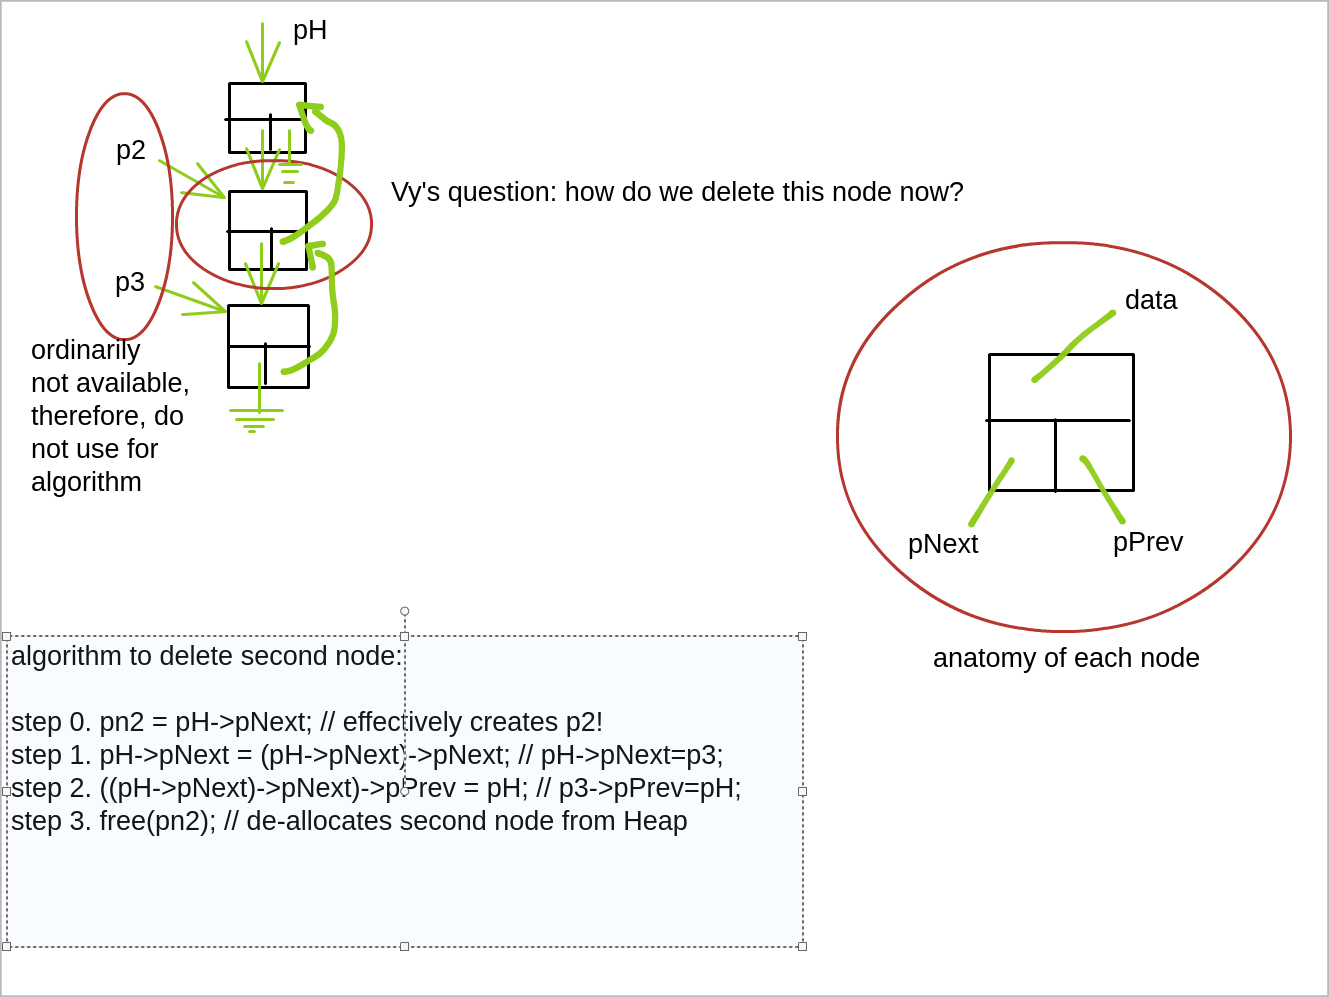 pH
p2
Vy's question: how do we delete this node now?
p3
ordinarily
not available,
therefore, do
not use for
algorithm
data
pNext
pPrev
anatomy of each node
algorithm to delete second node:
step 0. pn2 = pH->pNext; // effectively creates p2!
step 1. pH->pNext = (pH->pNext)->pNext; // pH->pNext=p3;
step 2. ((pH->pNext)->pNext)->pPrev = pH; // p3->pPrev=pH;
step 3. free(pn2); // de-allocates second node from Heap